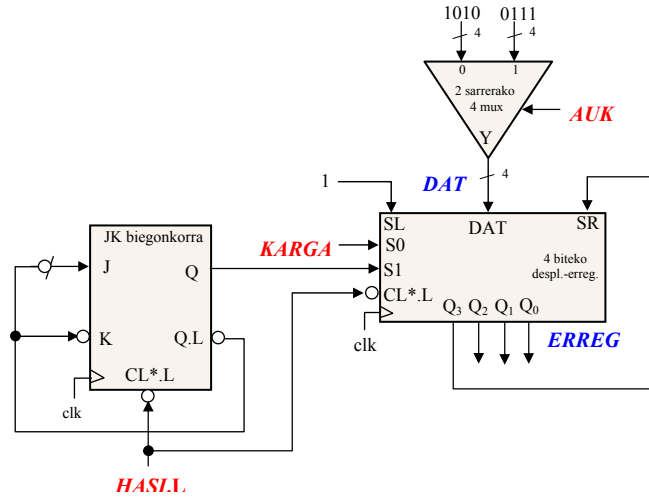 1010 0111
4 4
0 1
2 sarrerako
4 mux
Y
AUK
DAT
4
1
SL
DAT
SR
JK biegonkorra
KARGA
S0
4 biteko
despl.-erreg.
J
Q
S1
CL*.L
K
Q.L
clk
Q3 Q2 Q1 Q0
ERREG
CL*.L
clk
HASI.L